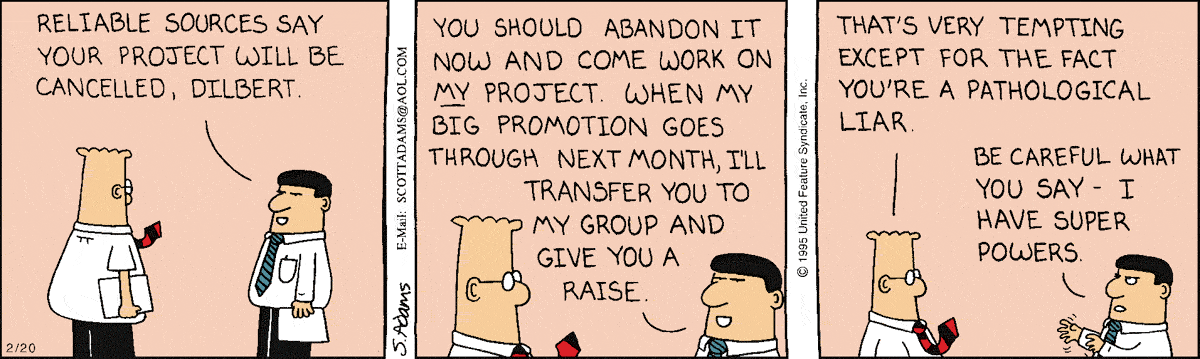 RELIABLE SOURCES SAY
YOUR PROJECT WILL BE
CANCELLED, DILBERT.
2/20
S.Adams
E-Mail: SCOTTADAMS@AOL.COM
YOU SHOULD ABANDON IT
NOW AND COME WORK ON
MY PROJECT. WHEN MY
BIG PROMOTION GOES
THROUGH NEXT MONTH, I'LL
TRANSFER YOU TO
MY GROUP AND
GIVE YOU A
RAISE.
© 1995 United Feature Syndicate, Inc.
THAT'S VERY TEMPTING
EXCEPT FOR THE FACT
YOU'RE A PATHOLOGICAL
LIAR.
BE CAREFUL WHAT
YOU SAY - I
HAVE SUPER
POWERS.